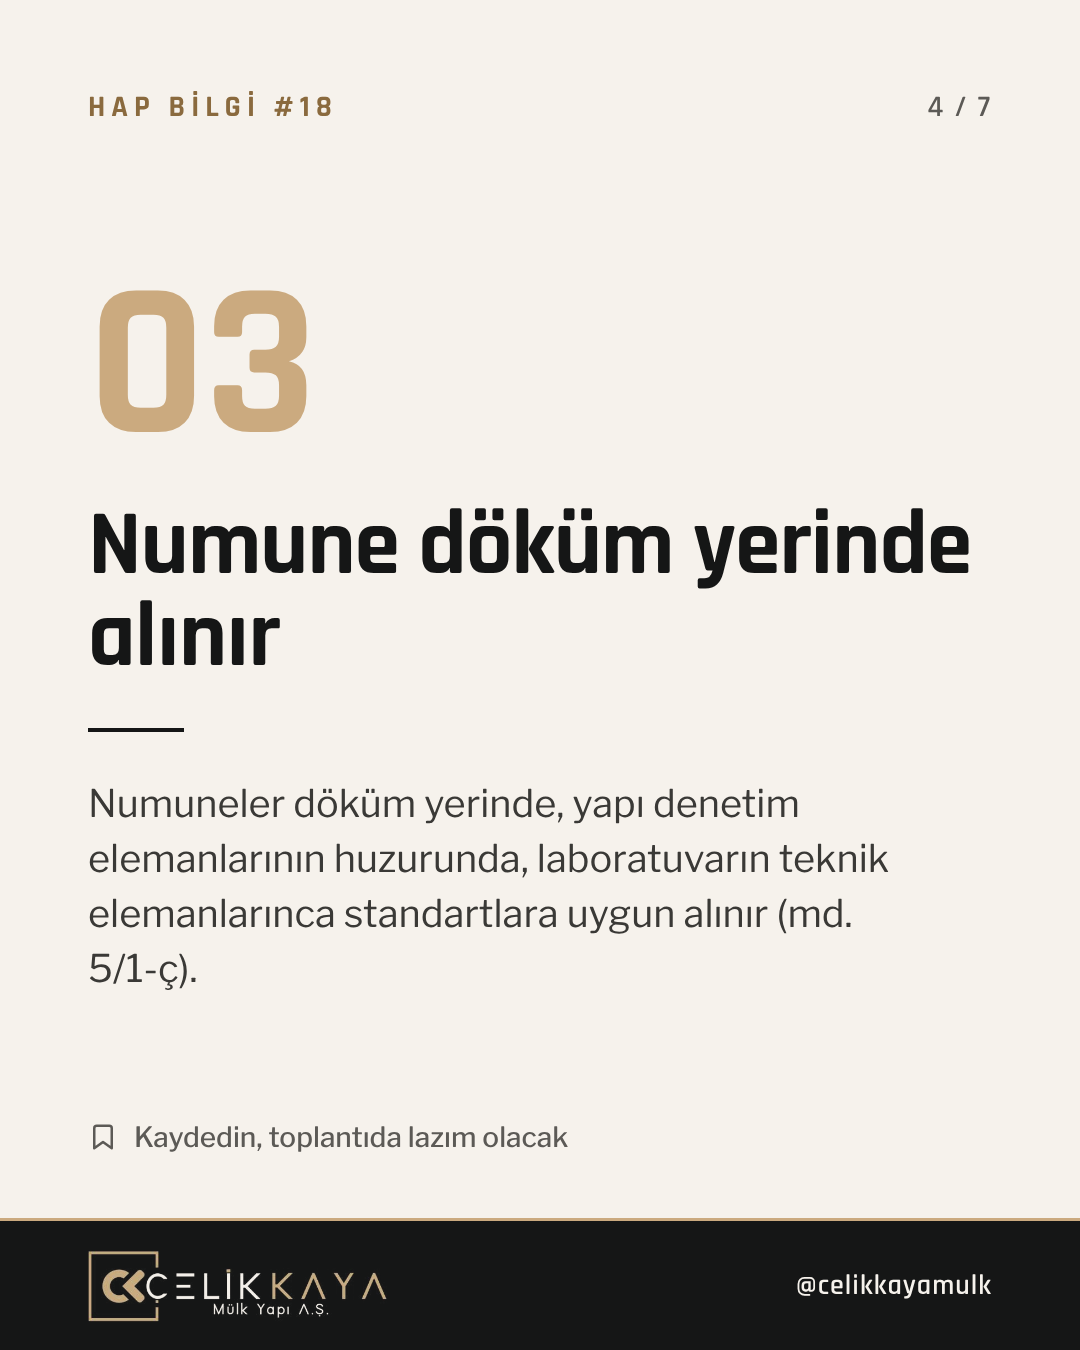 HAP BİLGİ #18
4 / 7
03
Numune döküm yerinde
alınır
Numuneler döküm yerinde, yapı denetim
elemanlarının huzurunda, laboratuvarın teknik
elemanlarınca standartlara uygun alınır (md.
5/1-ç).
Kaydedin, toplantıda lazım olacak
ÇELİKKAYA
Mülk Yapı A.Ş.
@celikkayamulk